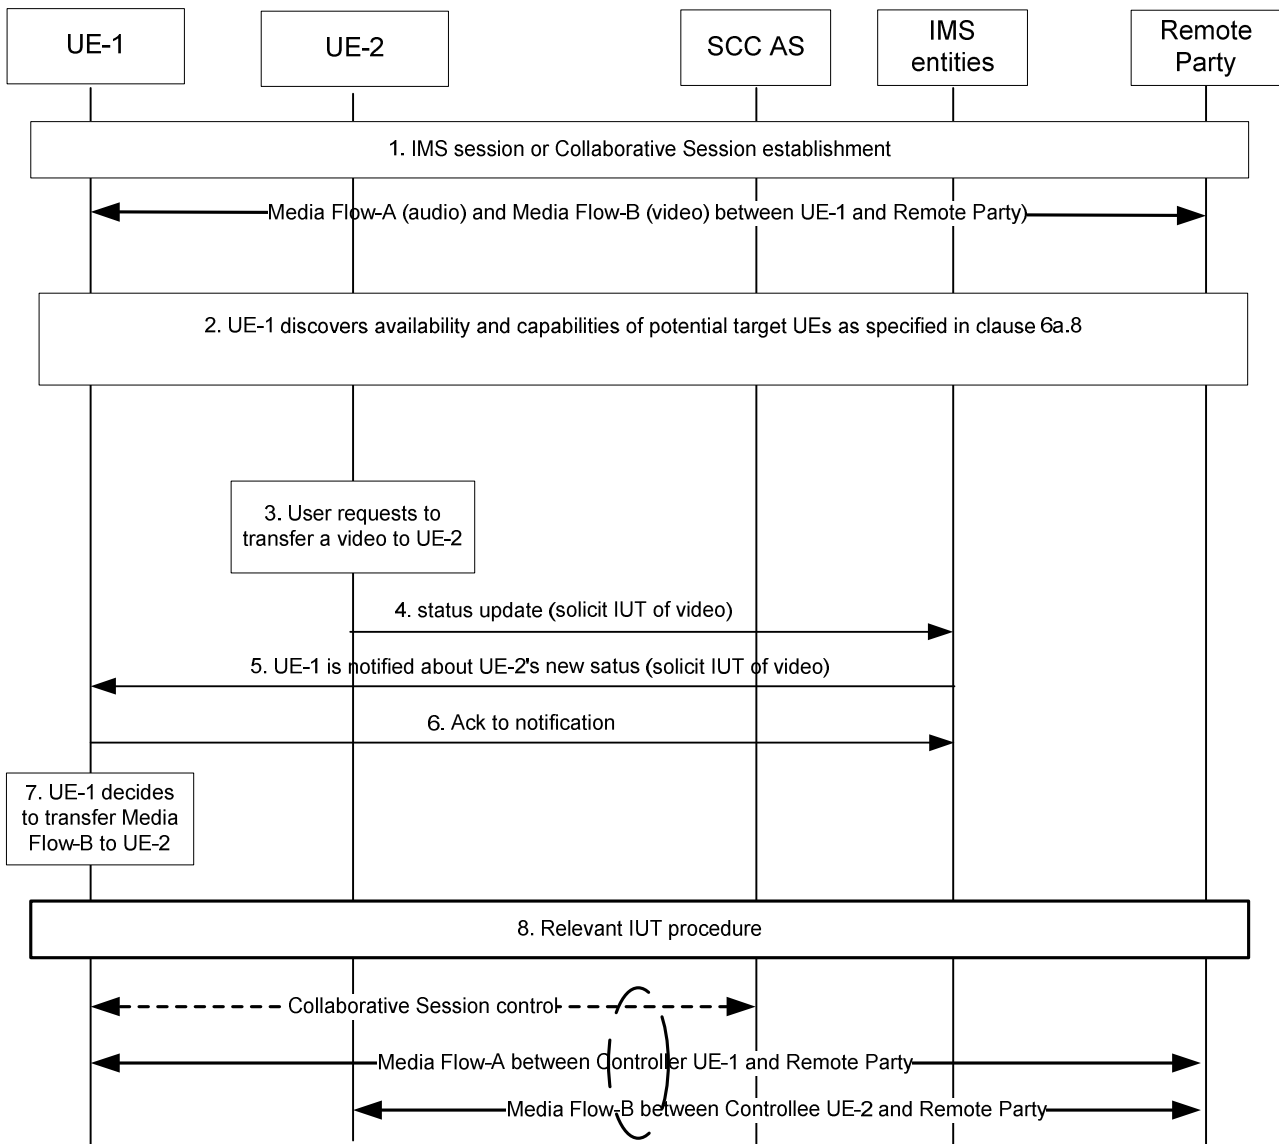 UE-1
UE-2
SCC AS
IMS
entities
Remote
Party
1. IMS session or Collaborative Session establishment
Media Flow-A (audio) and Media Flow-B (video) between UE-1 and Remote Party)
2. UE-1 discovers availability and capabilities of potential target UEs as specified in clause 6a.8
3. User requests to
transfer a video to UE-2
4. status update (solicit IUT of video)
5. UE-1 is notified about UE-2's new satus (solicit IUT of video)
6. Ack to notification
7. UE-1 decides
to transfer Media
Flow-B to UE-2
8. Relevant IUT procedure
Collaborative Session control
Media Flow-A between Controller UE-1 and Remote Party
Media Flow-B between Controllee UE-2 and Remote Party